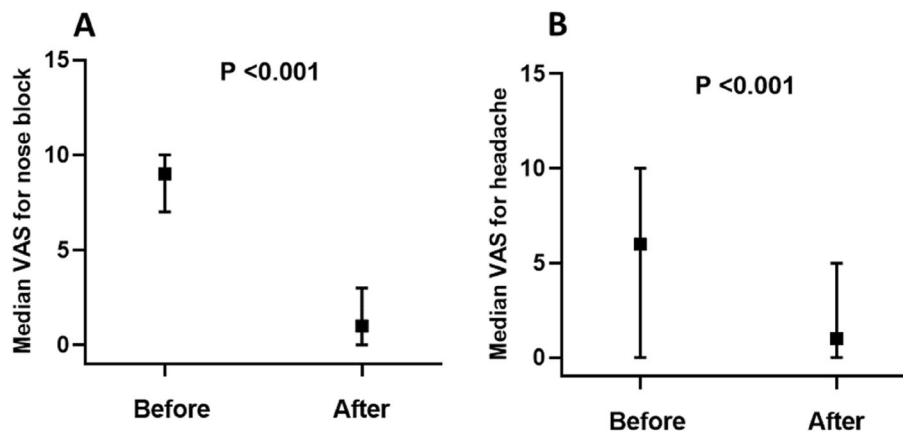 A
Median VAS for nose block
15
10
5
0
P <0.001
Before
After
B
Median VAS for headache
15
10
5
0
P <0.001
Before
After